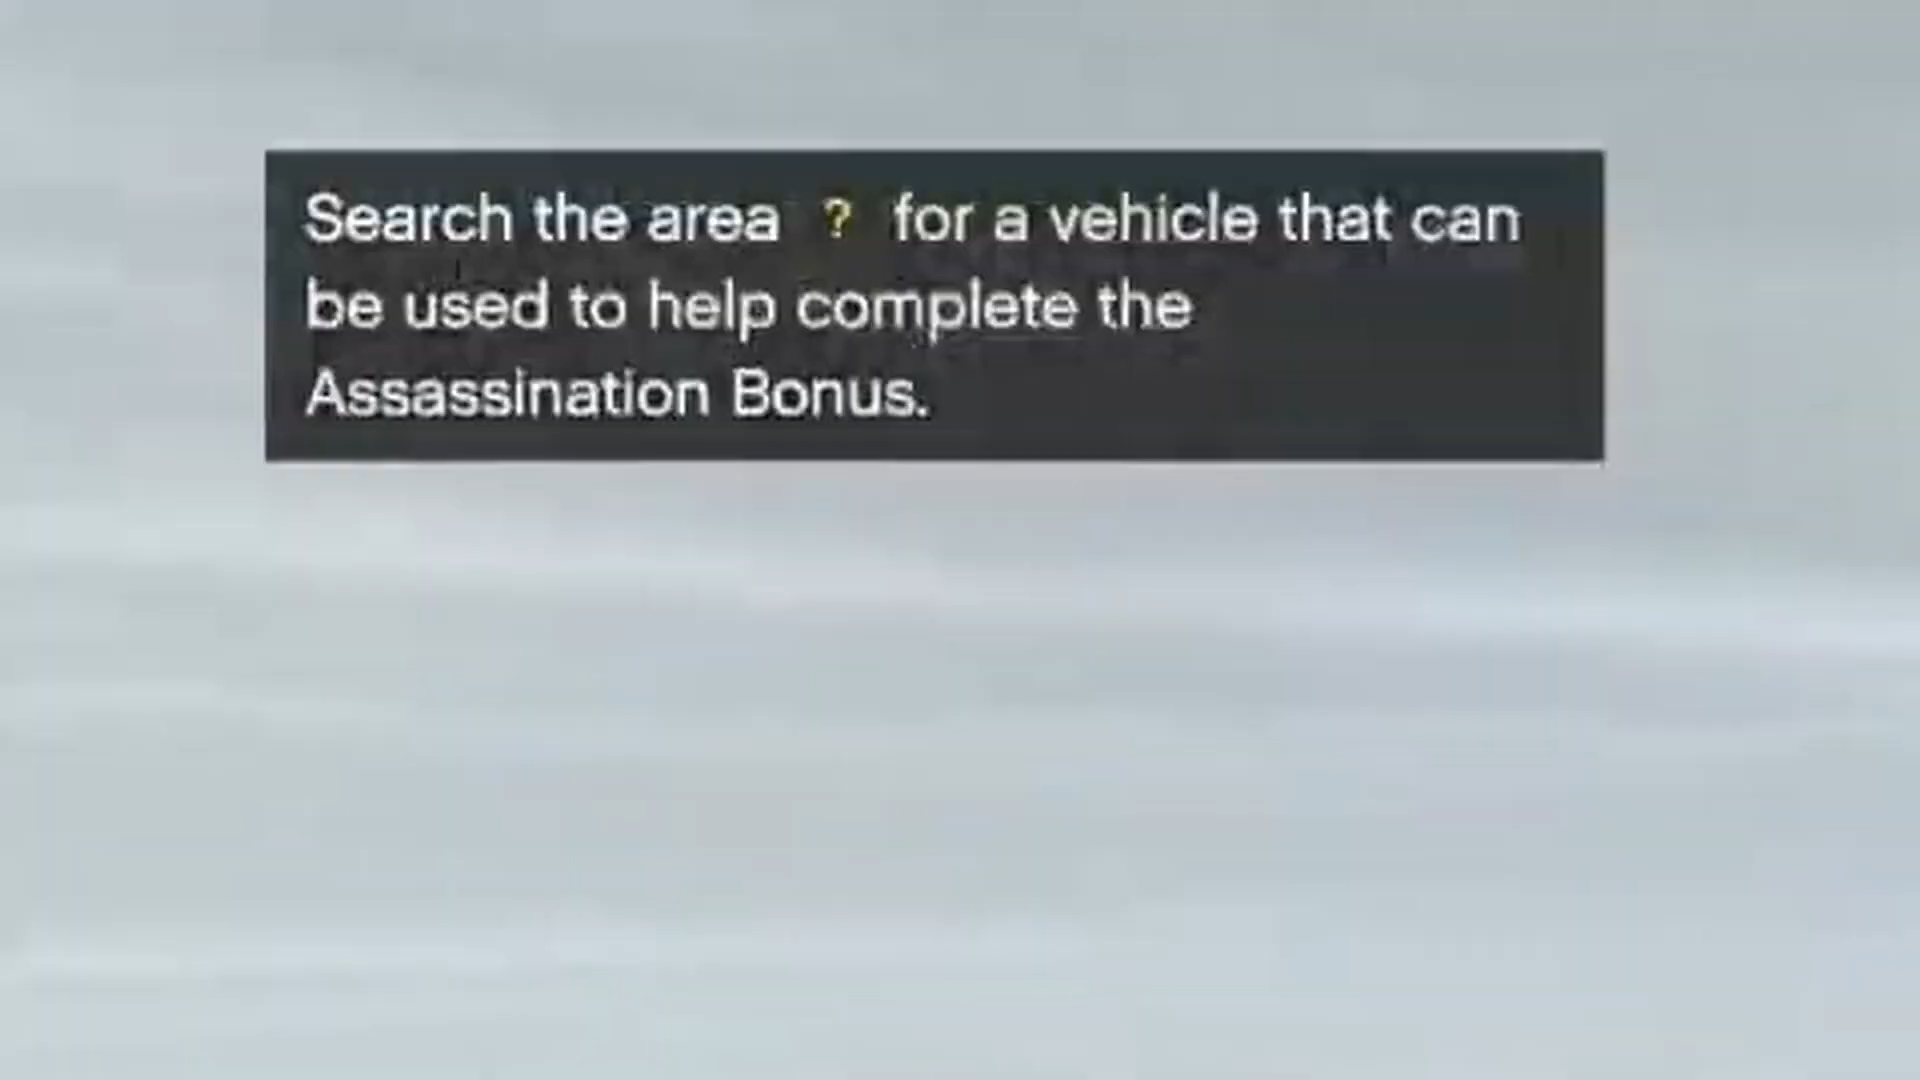 Search the area ? for a vehicle that can
be used to help complete the
Assassination Bonus.